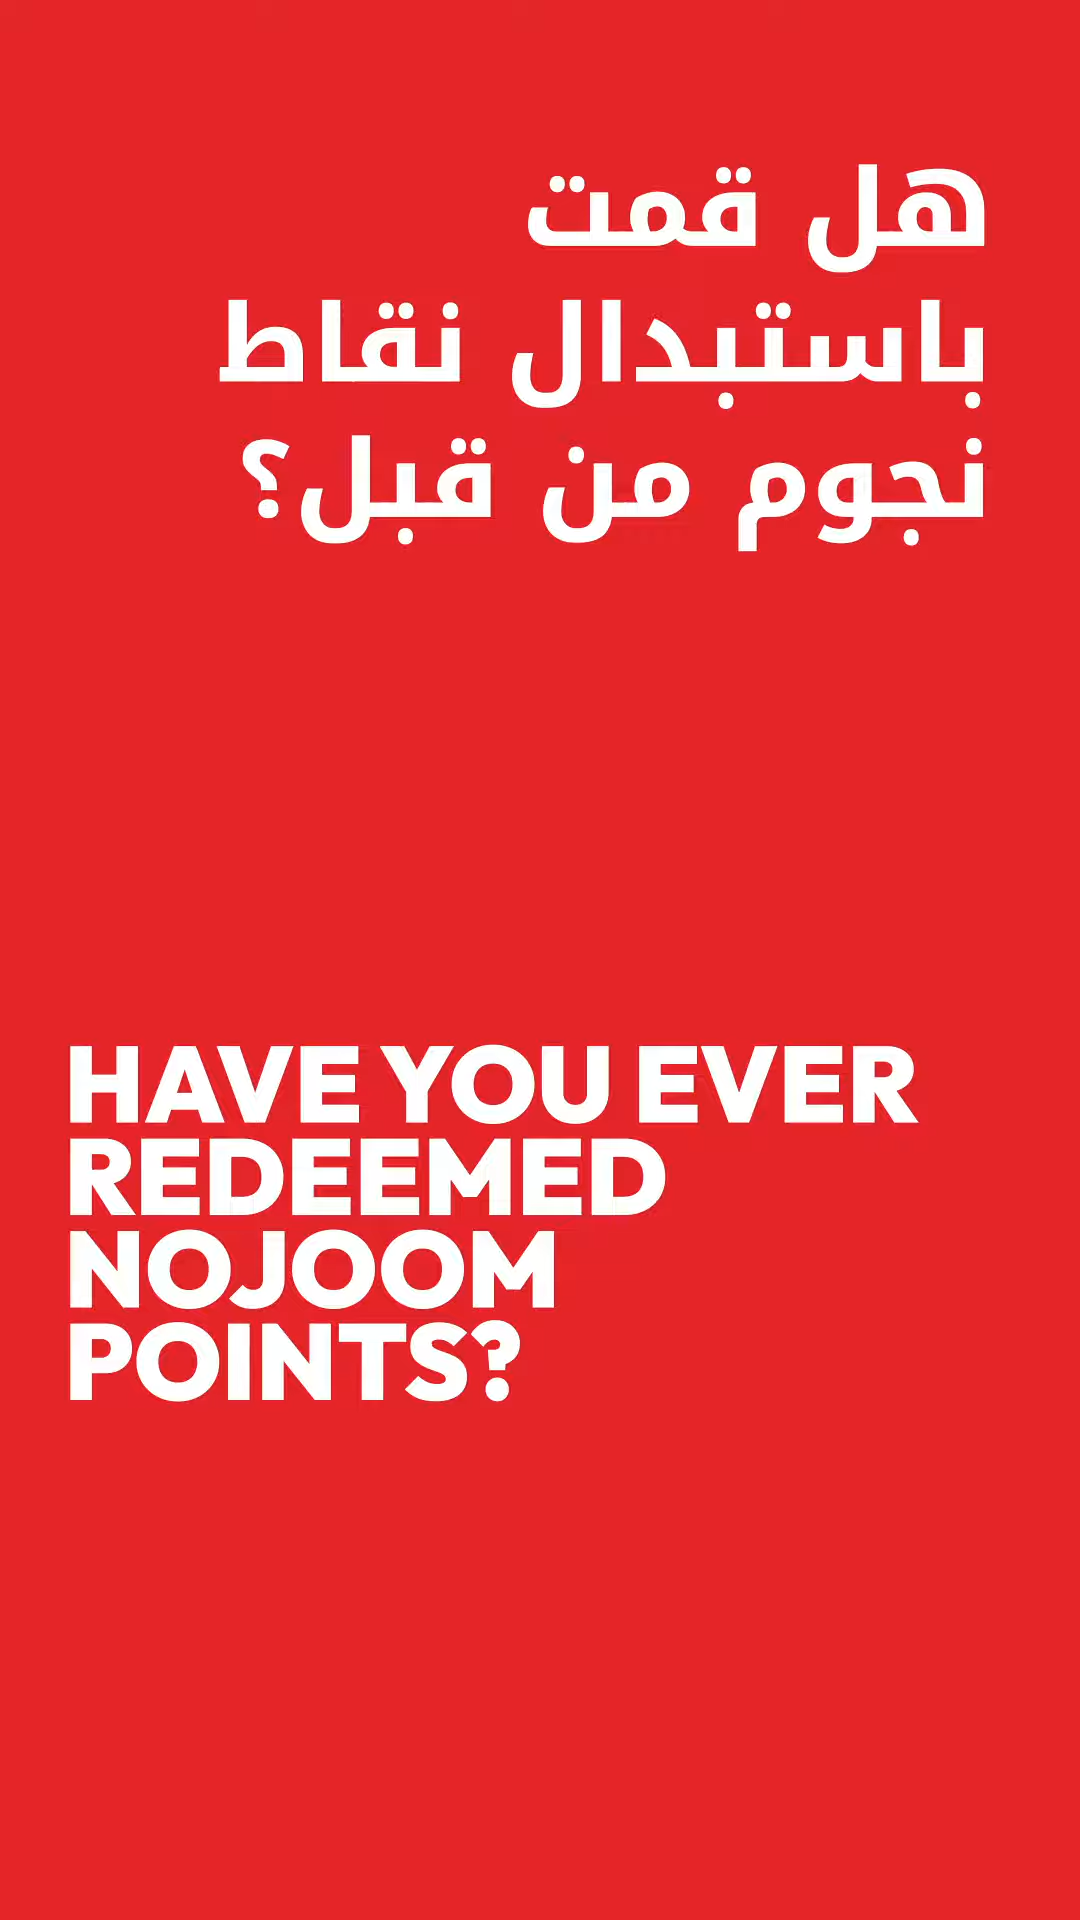 هل قمت
باستبدال نقاط
نجوم من قبل؟
HAVE YOU EVER
REDEEMED
NOJOOM
POINTS?